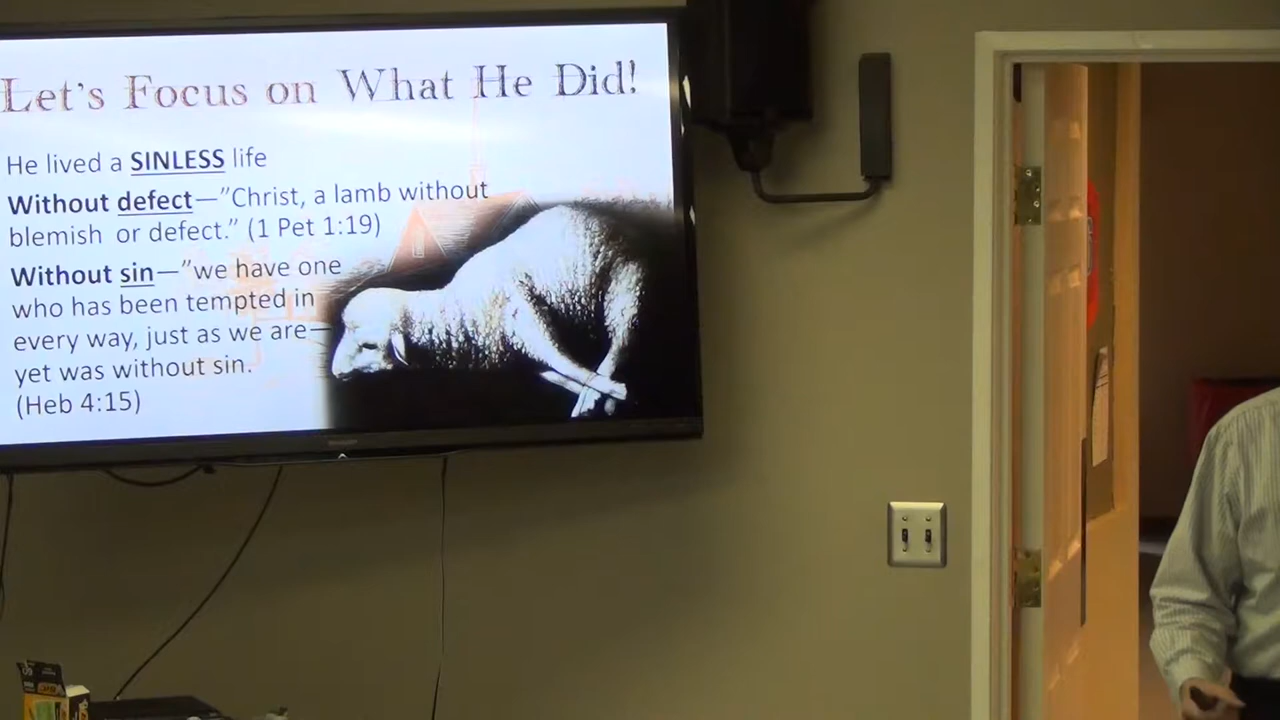 Let's Focus on What He Did!
He lived a SINLESS life
Without defect—"Christ, a lamb without
blemish or defect." (1 Pet 1:19)
Without sin—"we have one
who has been tempted in
every way, just as we are—
yet was without sin.
(Heb 4:15)